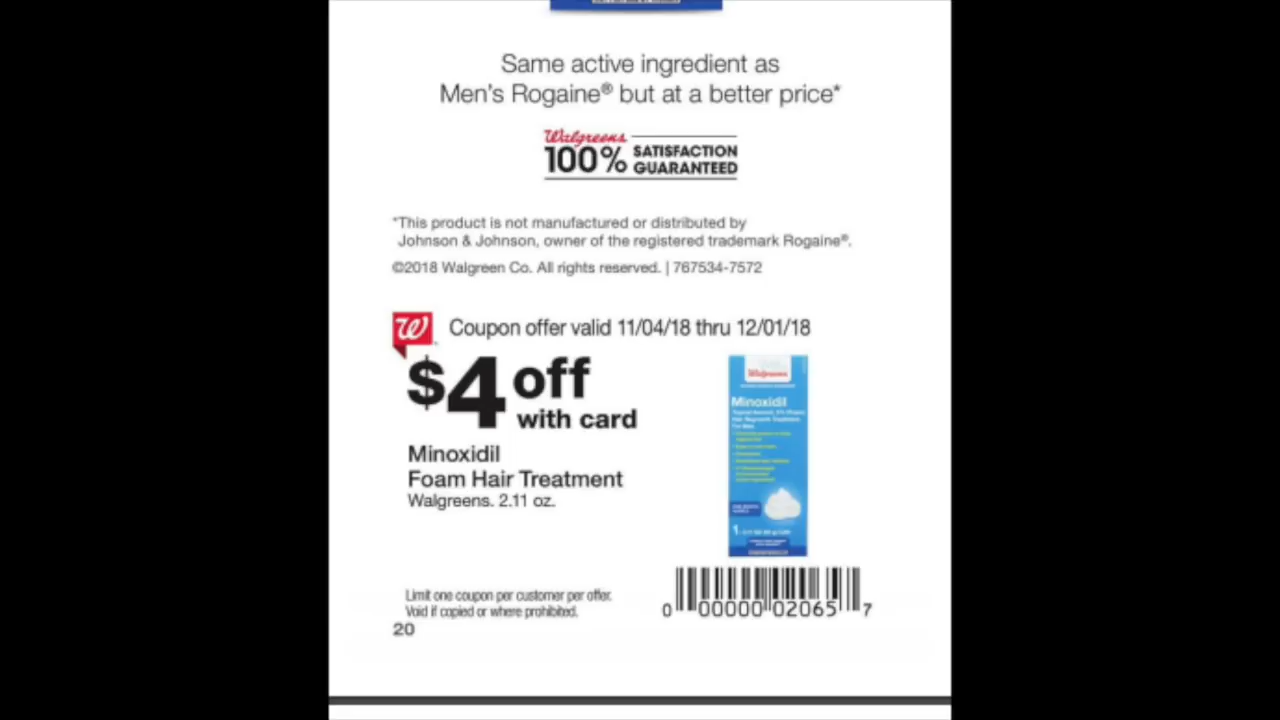 Same active ingredient as
Men's Rogaine® but at a better price*
Walgreens
100% SATISFACTION
GUARANTEED
*This product is not manufactured or distributed by
Johnson & Johnson, owner of the registered trademark Rogaine®.
©2018 Walgreen Co. All rights reserved. | 767534-7572
W Coupon offer valid 11/04/18 thru 12/01/18
$4 off
with card
Minoxidil
Foam Hair Treatment
Walgreens. 2.11 oz.
Walgreens
Minoxidil
Limit one coupon per customer per offer.
Void if copied or where prohibited.
0 00000 02065 7
20